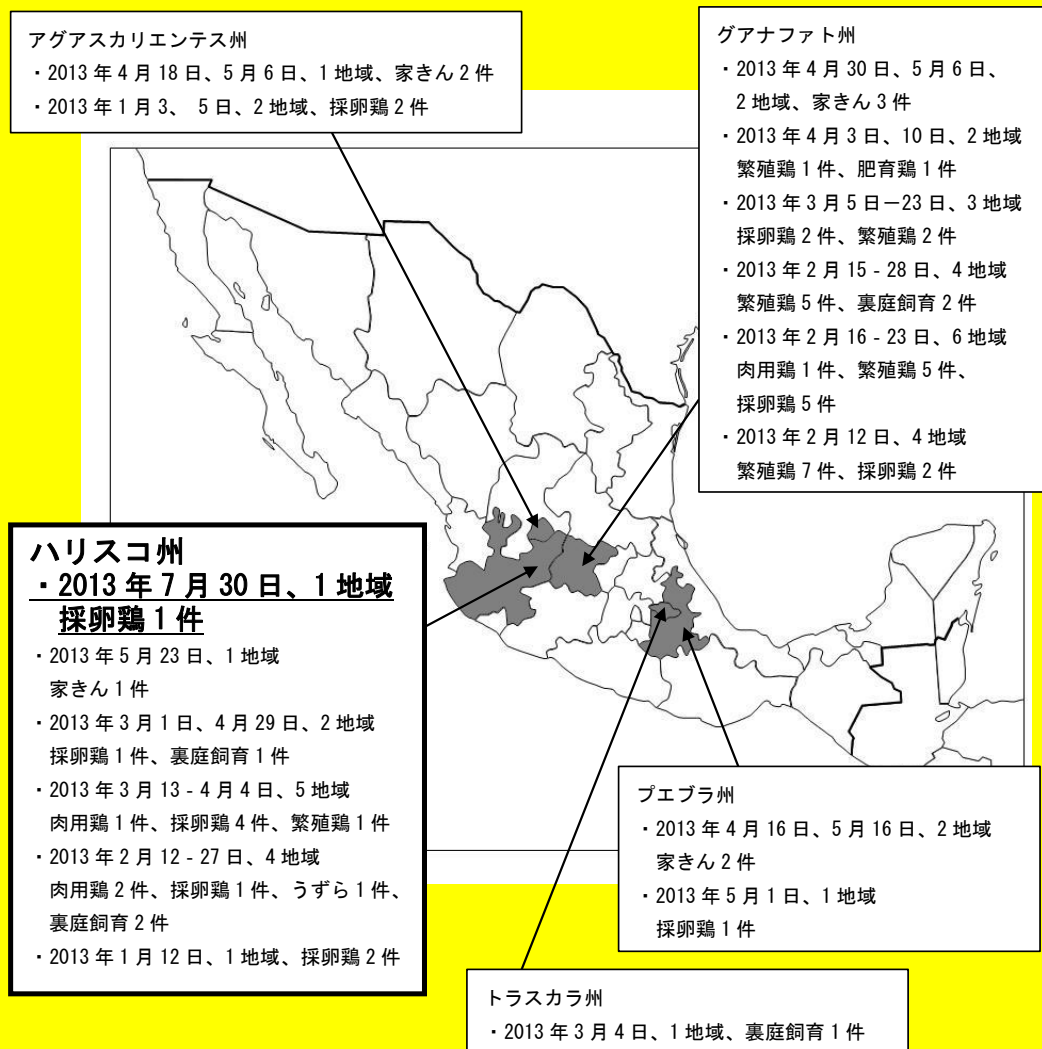 アグアスカリエンテス州
・2013 年 4 月 18 日、5 月 6 日、1 地域、家きん 2 件
・2013 年 1 月 3、 5 日、2 地域、採卵鶏 2 件
グアナファト州
・2013 年 4 月 30 日、5 月 6 日、
2 地域、家きん 3 件
・2013 年 4 月 3 日、10 日、2 地域
繁殖鶏 1 件、肥育鶏 1 件
・2013 年 3 月 5 日－23 日、3 地域
採卵鶏 2 件、繁殖鶏 2 件
・2013 年 2 月 15 - 28 日、4 地域
繁殖鶏 5 件、裏庭飼育 2 件
・2013 年 2 月 16 - 23 日、6 地域
肉用鶏 1 件、繁殖鶏 5 件、
採卵鶏 5 件
・2013 年 2 月 12 日、4 地域
繁殖鶏 7 件、採卵鶏 2 件
ハリスコ州
・2013 年 7 月 30 日、1 地域
採卵鶏 1 件
・2013 年 5 月 23 日、1 地域
家きん 1 件
・2013 年 3 月 1 日、4 月 29 日、2 地域
採卵鶏 1 件、裏庭飼育 1 件
・2013 年 3 月 13 - 4 月 4 日、5 地域
肉用鶏 1 件、採卵鶏 4 件、繁殖鶏 1 件
・2013 年 2 月 12 - 27 日、4 地域
肉用鶏 2 件、採卵鶏 1 件、うずら 1 件、
裏庭飼育 2 件
・2013 年 1 月 12 日、1 地域、採卵鶏 2 件
プエブラ州
・2013 年 4 月 16 日、5 月 16 日、2 地域
家きん 2 件
・2013 年 5 月 1 日、1 地域
採卵鶏 1 件
トラスカラ州
・2013 年 3 月 4 日、1 地域、裏庭飼育 1 件